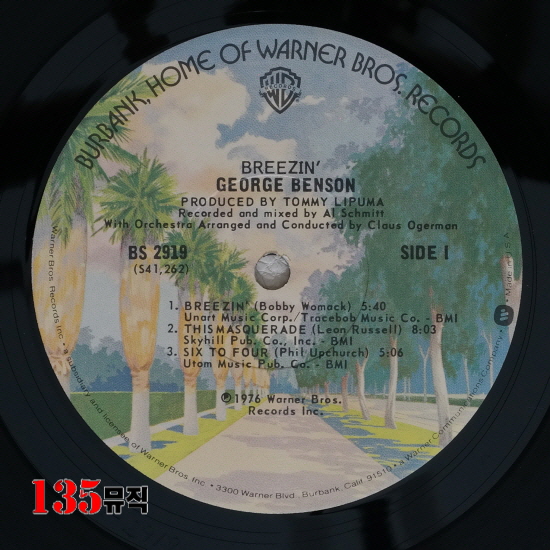 BURBANK, HOME OF WARNER BROS. RECORDS
RECORDS
BREEZIN'
GEORGE BENSON
PRODUCED BY TOMMY LIPUMA
Recorded and mixed by Al Schmitt
With Orchestra Arranged and Conducted by Claus Ogerman
BS 2919
(S41,262)
SIDE 1
1. BREEZIN' (Bobby Womack) 5:40
Unart Music Corp./Tracebob Music Co. - BMI
2. THIS MASQUERADE (Leon Russell) 8:03
Skyhill Pub. Co., Inc. - BMI
3. SIX TO FOUR (Phil Upchurch) 5:06
Utom Music Pub. Co. - BMI
℗©1976 Warner Bros.
Records Inc.
Warner Bros. Records Inc. • a subsidiary and licensee of Warner Bros. Inc. • 3300 Warner Blvd., Burbank, Calif. 91510 • a Warner Communications Company • Made in U.S.A.
135뮤직